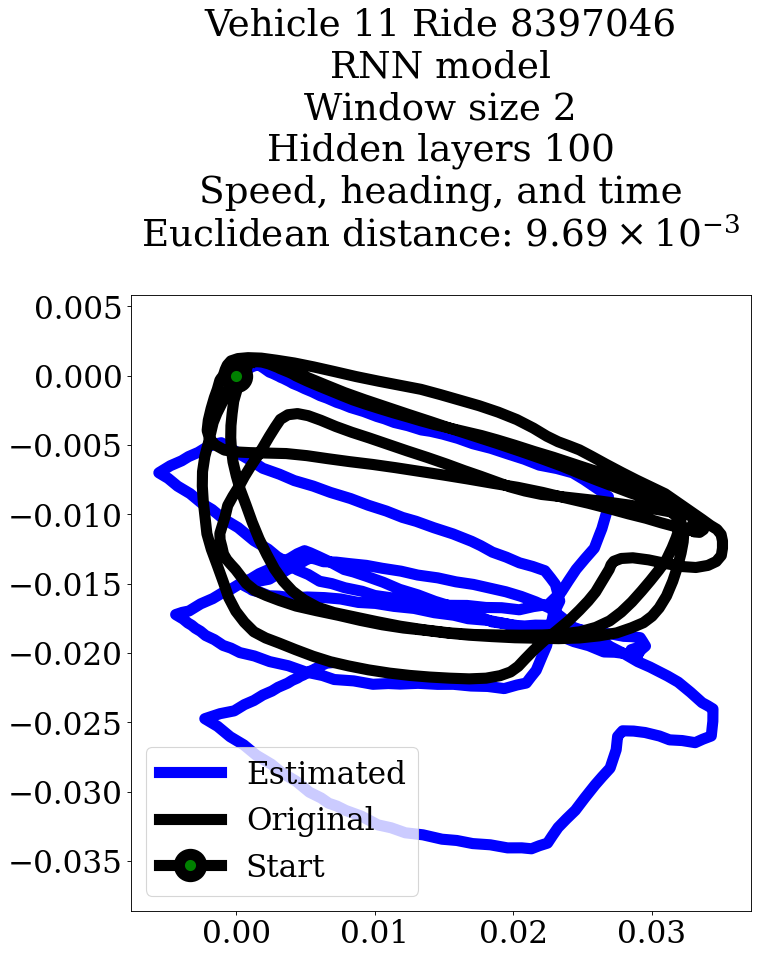 Vehicle 11 Ride 8397046
RNN model
Window size 2
Hidden layers 100
Speed, heading, and time
Euclidean distance: 9.69 × 10⁻³
0.005
0.000
−0.005
−0.010
−0.015
−0.020
−0.025
−0.030
−0.035
Estimated
Original
Start
0.00 0.01 0.02 0.03